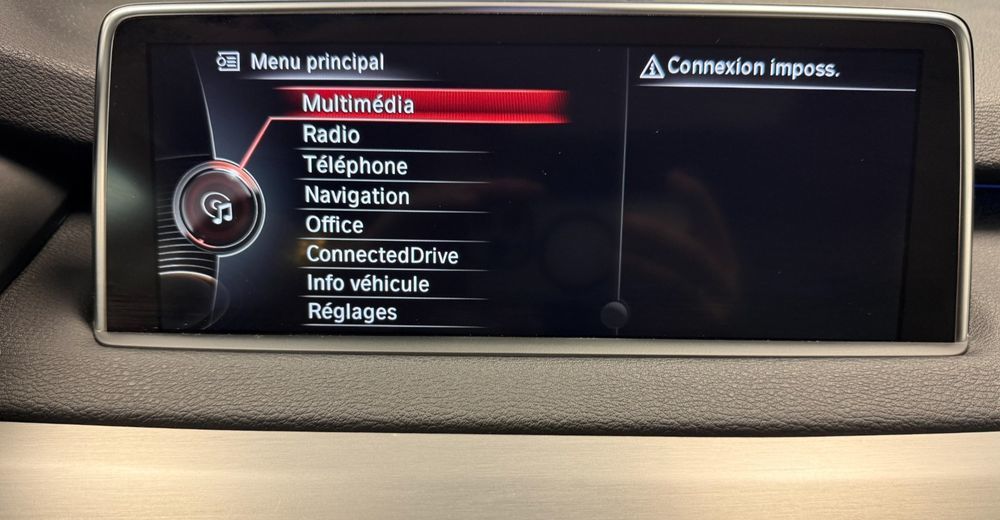 Menu principal
Connexion imposs.
Multimédia
Radio
Téléphone
Navigation
Office
ConnectedDrive
Info véhicule
Réglages